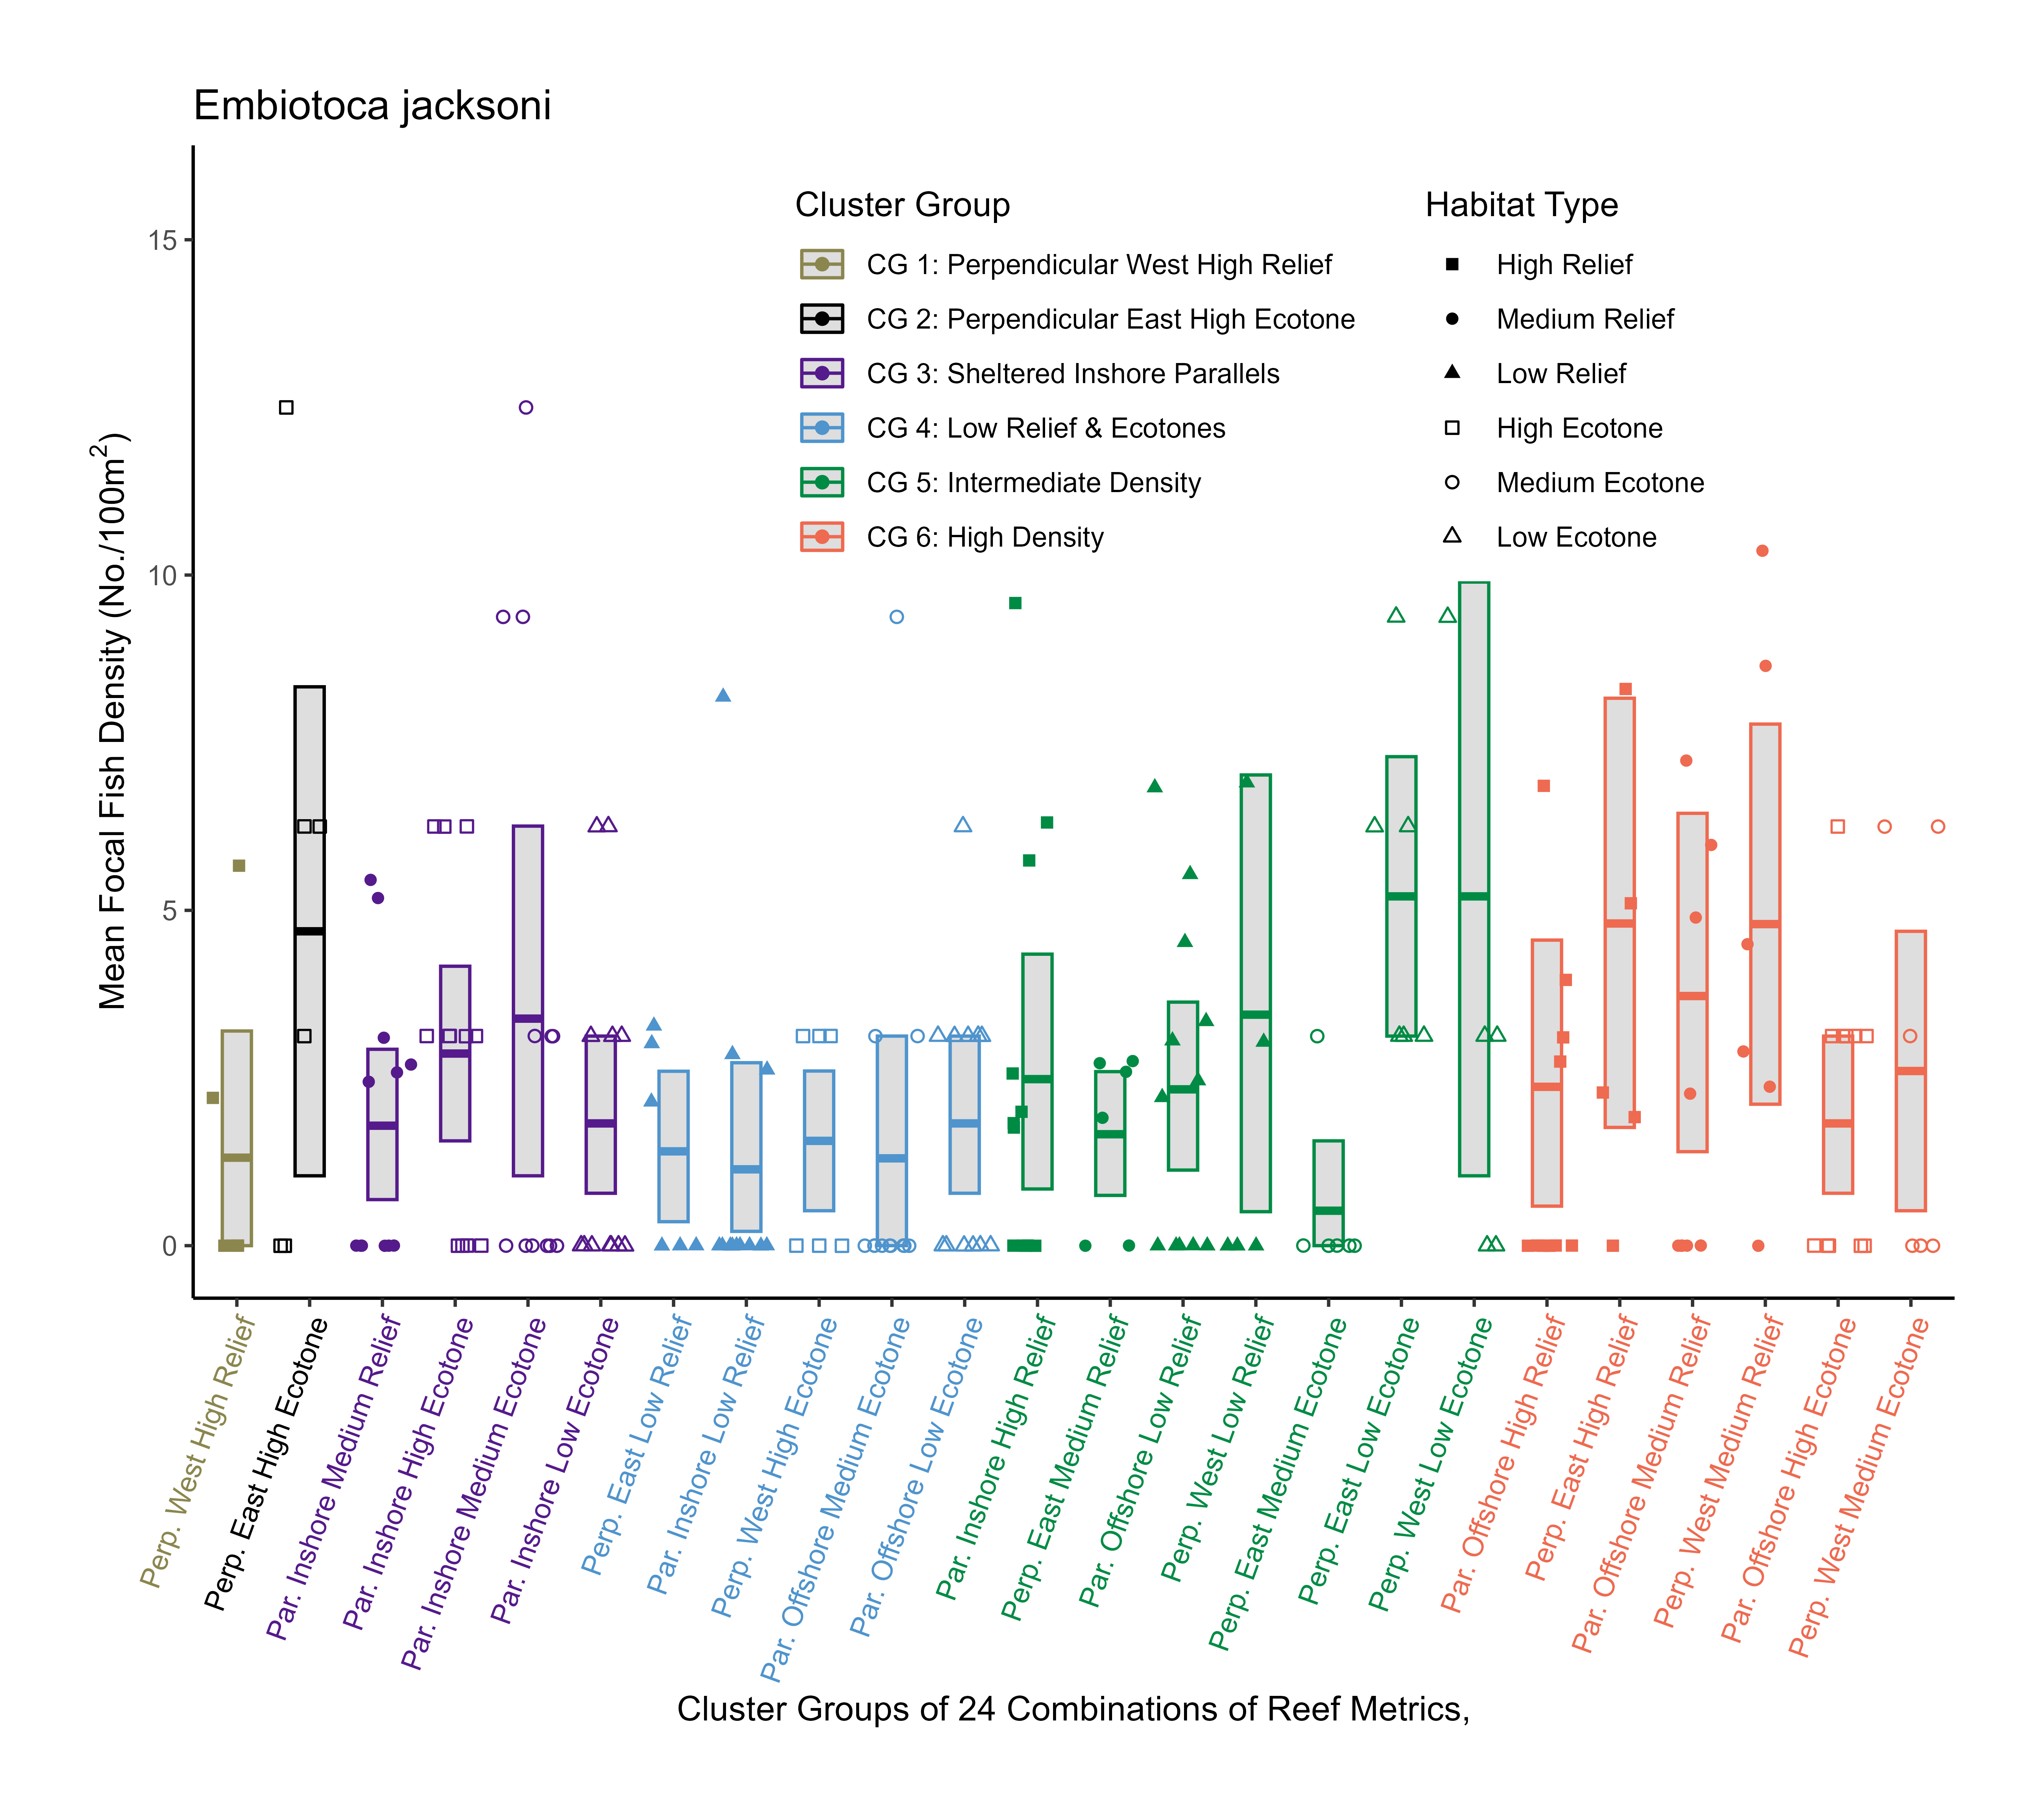 Embiotoca jacksoni
Mean Focal Fish Density (No./100m²)
15
10
5
0
Cluster Group
CG 1: Perpendicular West High Relief
CG 2: Perpendicular East High Ecotone
CG 3: Sheltered Inshore Parallels
CG 4: Low Relief & Ecotones
CG 5: Intermediate Density
CG 6: High Density
Habitat Type
High Relief
Medium Relief
Low Relief
High Ecotone
Medium Ecotone
Low Ecotone
Perp. West High Relief
Perp. East High Ecotone
Par. Inshore Medium Relief
Par. Inshore High Ecotone
Par. Inshore Medium Ecotone
Par. Inshore Low Ecotone
Perp. East Low Relief
Par. Inshore Low Relief
Perp. West High Ecotone
Par. Offshore Medium Ecotone
Par. Offshore Low Ecotone
Par. Inshore High Relief
Perp. East Medium Relief
Par. Offshore Low Relief
Perp. West Low Relief
Perp. East Medium Ecotone
Perp. East Low Ecotone
Perp. West Low Ecotone
Par. Offshore High Relief
Perp. East High Relief
Par. Offshore Medium Relief
Perp. West Medium Relief
Par. Offshore High Ecotone
Perp. West Medium Ecotone
Cluster Groups of 24 Combinations of Reef Metrics,